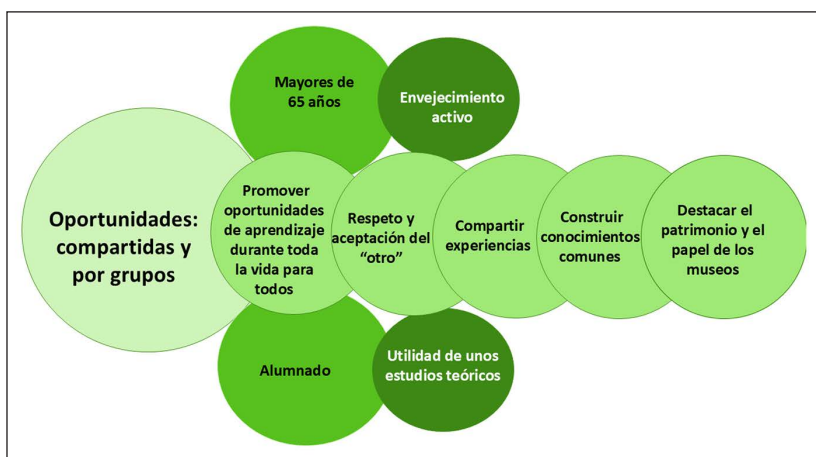 Mayores de
65 años
Envejecimiento
activo
Oportunidades:
compartidas y
por grupos
Promover
oportunidades
de aprendizaje
durante toda
la vida para
todos
Respeto y
aceptación del
“otro”
Compartir
experiencias
Construir
conocimientos
comunes
Destacar el
patrimonio y el
papel de los
museos
Alumnado
Utilidad de unos
estudios teóricos